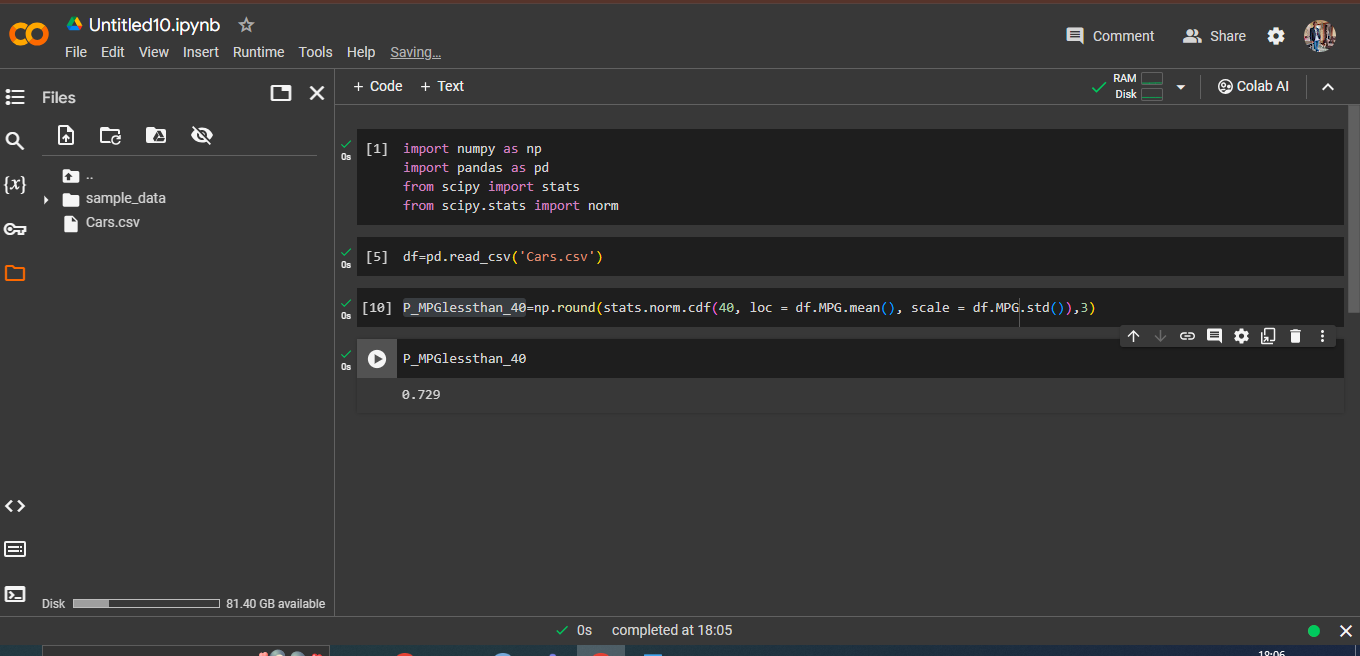 Untitled10.ipynb
File Edit View Insert Runtime Tools Help Saving...
Comment
Share
Files
+ Code + Text
RAM
Disk
Colab AI
..
sample_data
Cars.csv
{x}
Disk
81.40 GB available
0s
[1] import numpy as np
import pandas as pd
from scipy import stats
from scipy.stats import norm
0s
[5] df=pd.read_csv('Cars.csv')
0s
[10] P_MPGlessthan_40=np.round(stats.norm.cdf(40, loc = df.MPG.mean(), scale = df.MPG.std()),3)
0s
P_MPGlessthan_40
0.729
0s completed at 18:05
18:06